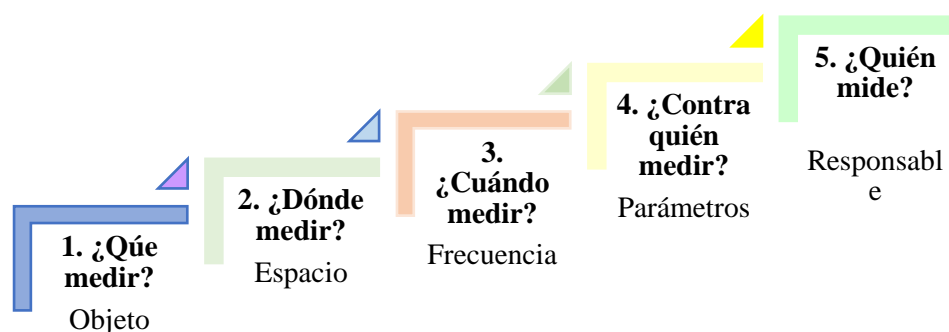 1. ¿Qúe
medir?
Objeto
2. ¿Dónde
medir?
Espacio
3.
¿Cuándo
medir?
Frecuencia
4. ¿Contra
quién
medir?
Parámetros
5. ¿Quién
mide?
Responsabl
e